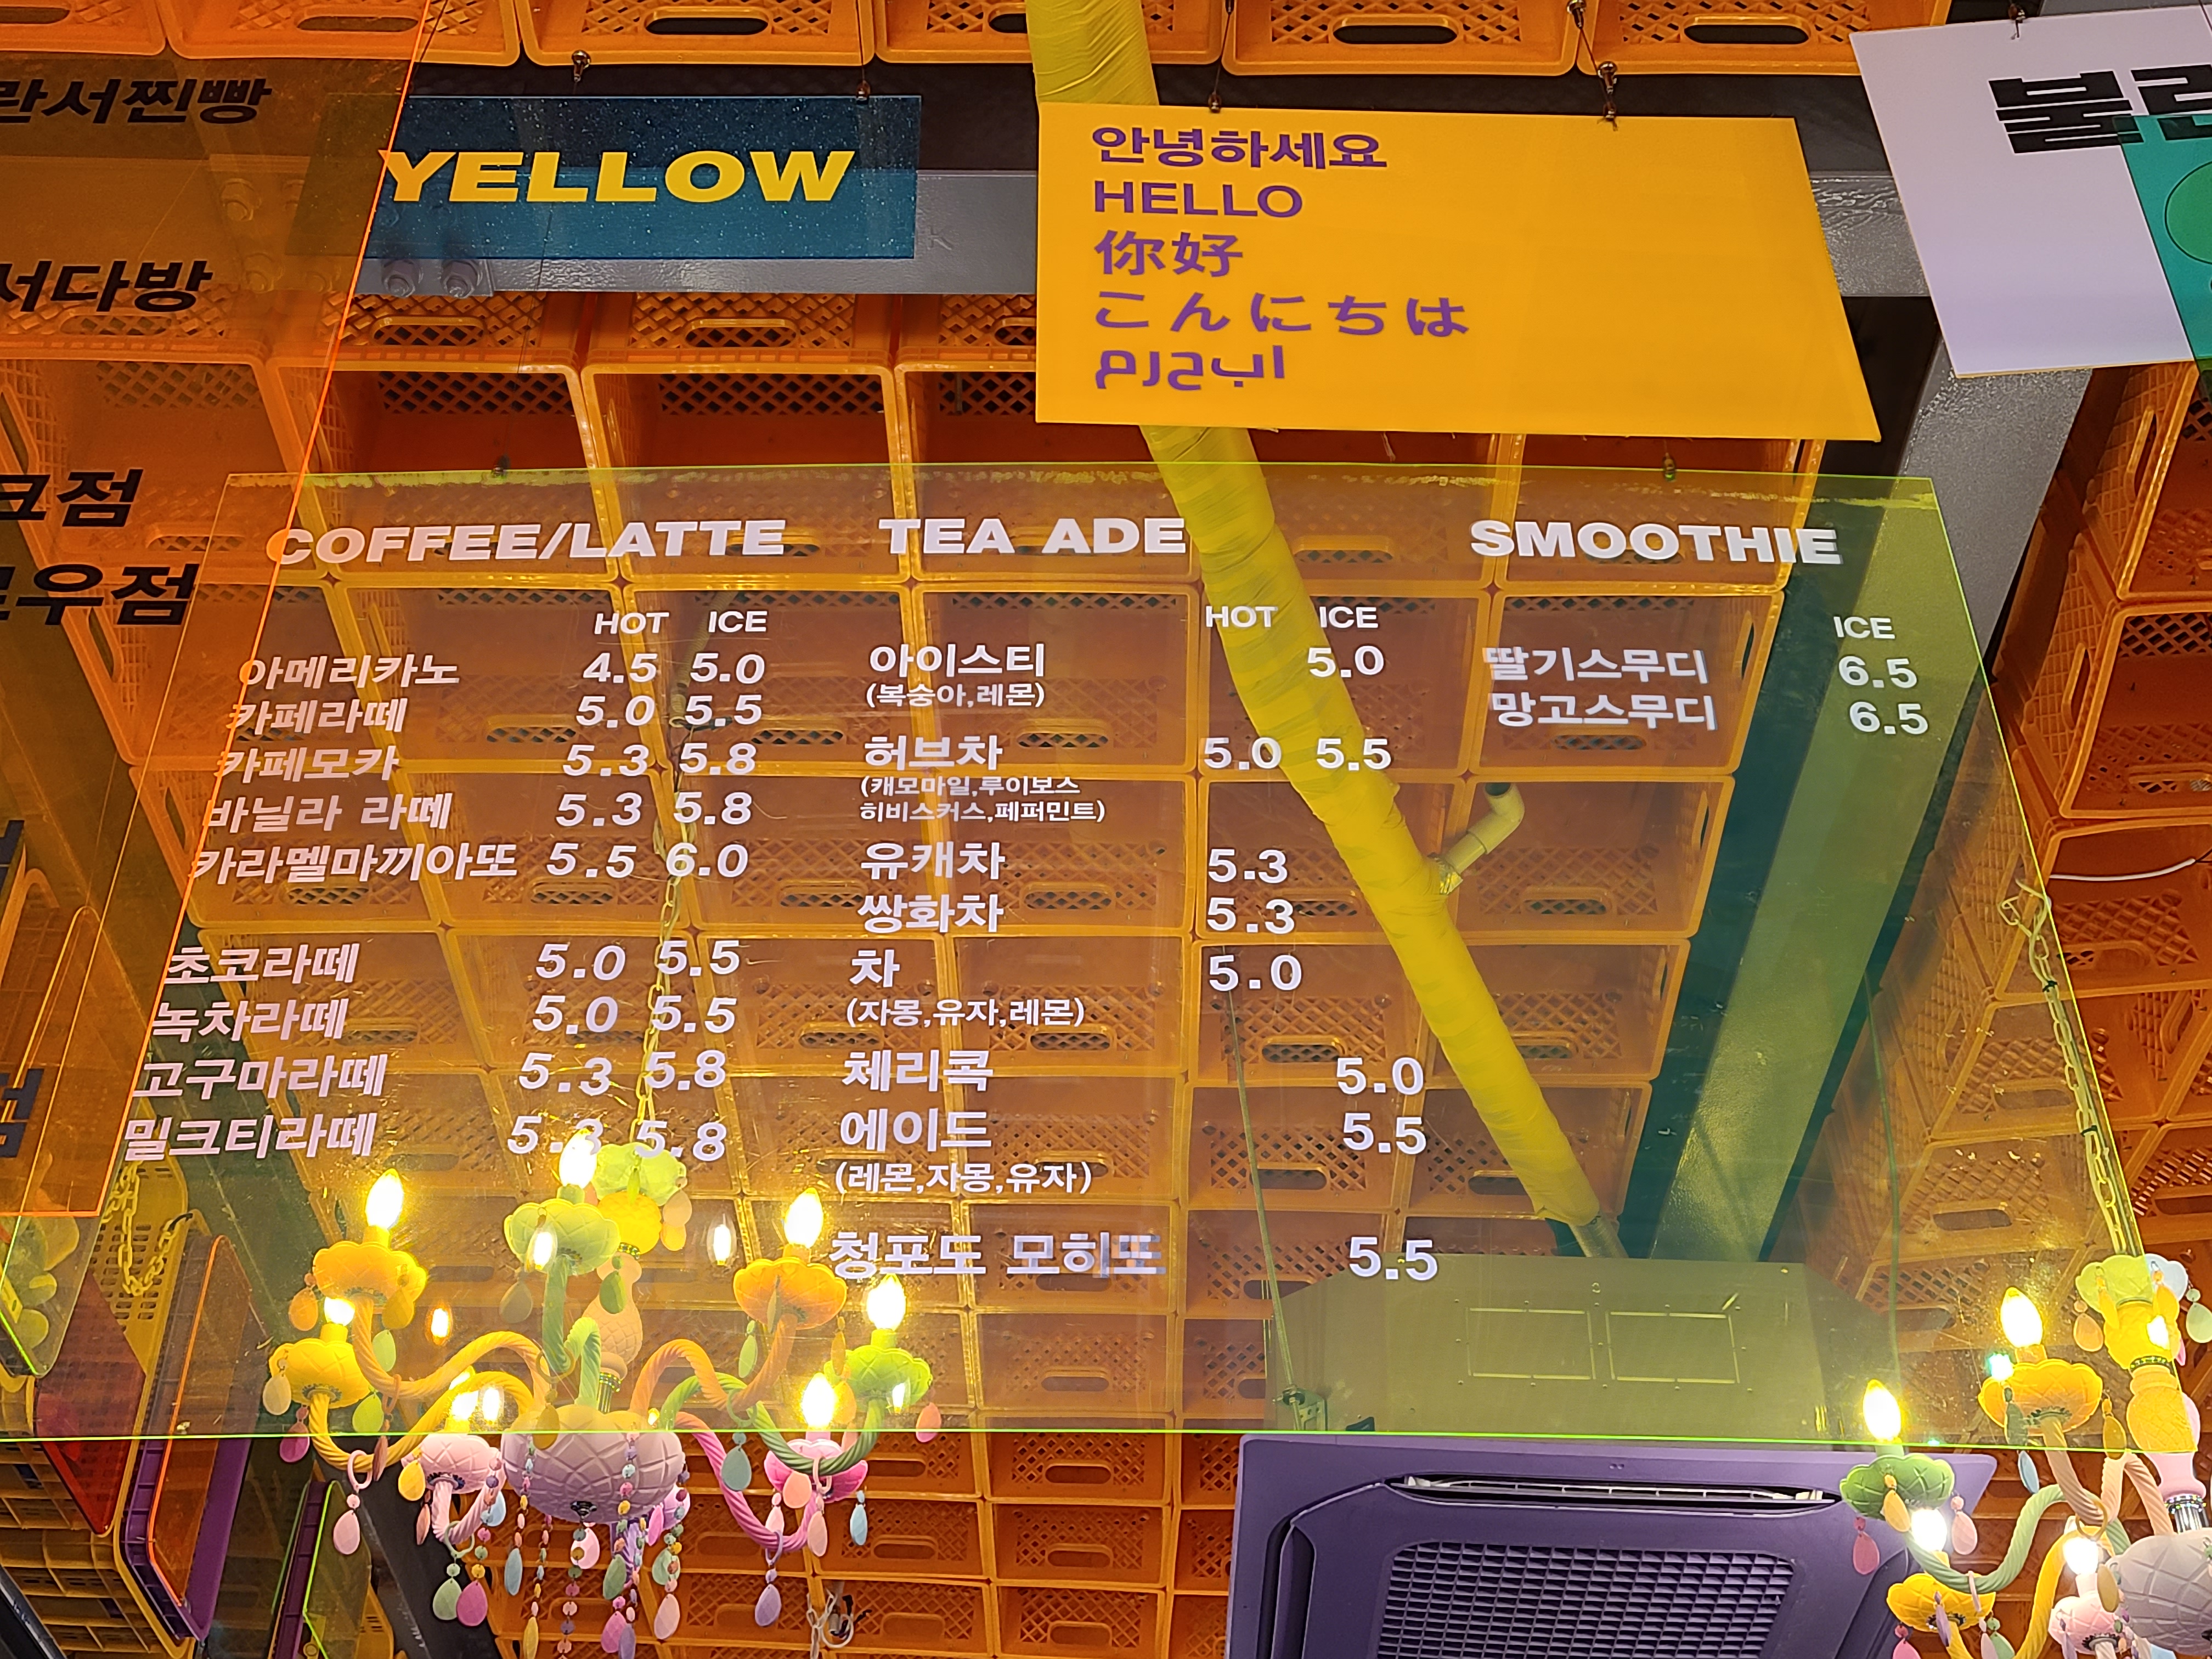 란서찐빵
서다방
크점
우점
점
YELLOW
안녕하세요
HELLO
你好
こんにちは
불란
COFFEE/LATTE
HOT ICE
아메리카노 4.5 5.0
카페라떼 5.0 5.5
카페모카 5.3 5.8
바닐라 라떼 5.3 5.8
카라멜마끼아또 5.5 6.0
초코라떼 5.0 5.5
녹차라떼 5.0 5.5
고구마라떼 5.3 5.8
밀크티라떼 5.3 5.8
TEA ADE
HOT ICE
아이스티 5.0
(복숭아,레몬)
허브차 5.0 5.5
(캐모마일,루이보스
히비스커스,페퍼민트)
유캐차 5.3
쌍화차 5.3
차 5.0
(자몽,유자,레몬)
체리콕 5.0
에이드 5.5
(레몬,자몽,유자)
청포도 모히또 5.5
SMOOTHIE
ICE
딸기스무디 6.5
망고스무디 6.5